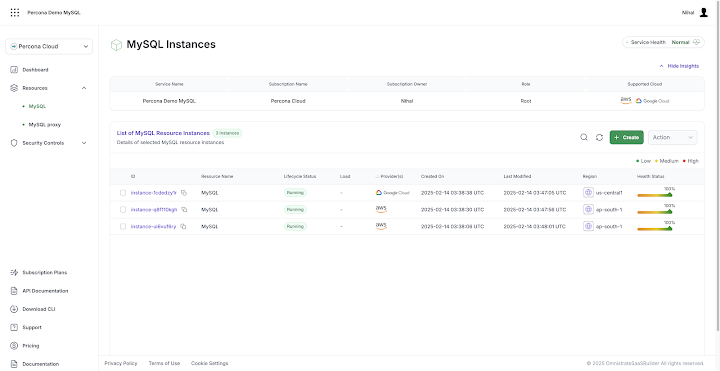 Percona Demo MySQL
Nihal
Percona Cloud
Dashboard
Resources
MySQL
MySQL proxy
Security Controls
Subscription Plans
API Documentation
Download CLI
Support
Pricing
Documentation
MySQL Instances
Service Health Normal
Hide Insights
Service Name Subscription Name Subscription Owner Role Supported Cloud
Percona Demo MySQL Percona Cloud Nihal Root aws Google Cloud
List of MySQL Resource Instances 3 Instances
Details of selected MySQL resource instances
+ Create Action
Low Medium High
ID Resource Name Lifecycle Status Load Provider(s) Created On Last Modified Region Health Status
MySQL Running - Google Cloud 2025-02-14 03:38:38 UTC 2025-02-14 03:47:05 UTC us-central1 100%
MySQL Running - aws 2025-02-14 03:38:30 UTC 2025-02-14 03:47:56 UTC ap-south-1 100%
MySQL Running - aws 2025-02-14 03:38:06 UTC 2025-02-14 03:48:01 UTC ap-south-1 100%
Privacy Policy Terms of Use Cookie Settings
© 2025 OmnistrateSaaSBuilder All rights reserved.